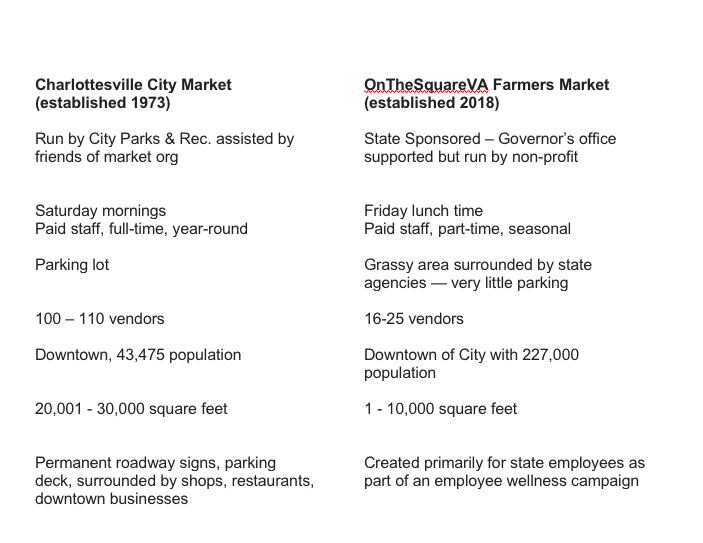 Charlottesville City Market
(established 1973)
Run by City Parks & Rec. assisted by
friends of market org
Saturday mornings
Paid staff, full-time, year-round
Parking lot
100 – 110 vendors
Downtown, 43,475 population
20,001 - 30,000 square feet
Permanent roadway signs, parking
deck, surrounded by shops, restaurants,
downtown businesses
OnTheSquareVA Farmers Market
(established 2018)
State Sponsored – Governor’s office
supported but run by non-profit
Friday lunch time
Paid staff, part-time, seasonal
Grassy area surrounded by state
agencies — very little parking
16-25 vendors
Downtown of City with 227,000
population
1 - 10,000 square feet
Created primarily for state employees as
part of an employee wellness campaign